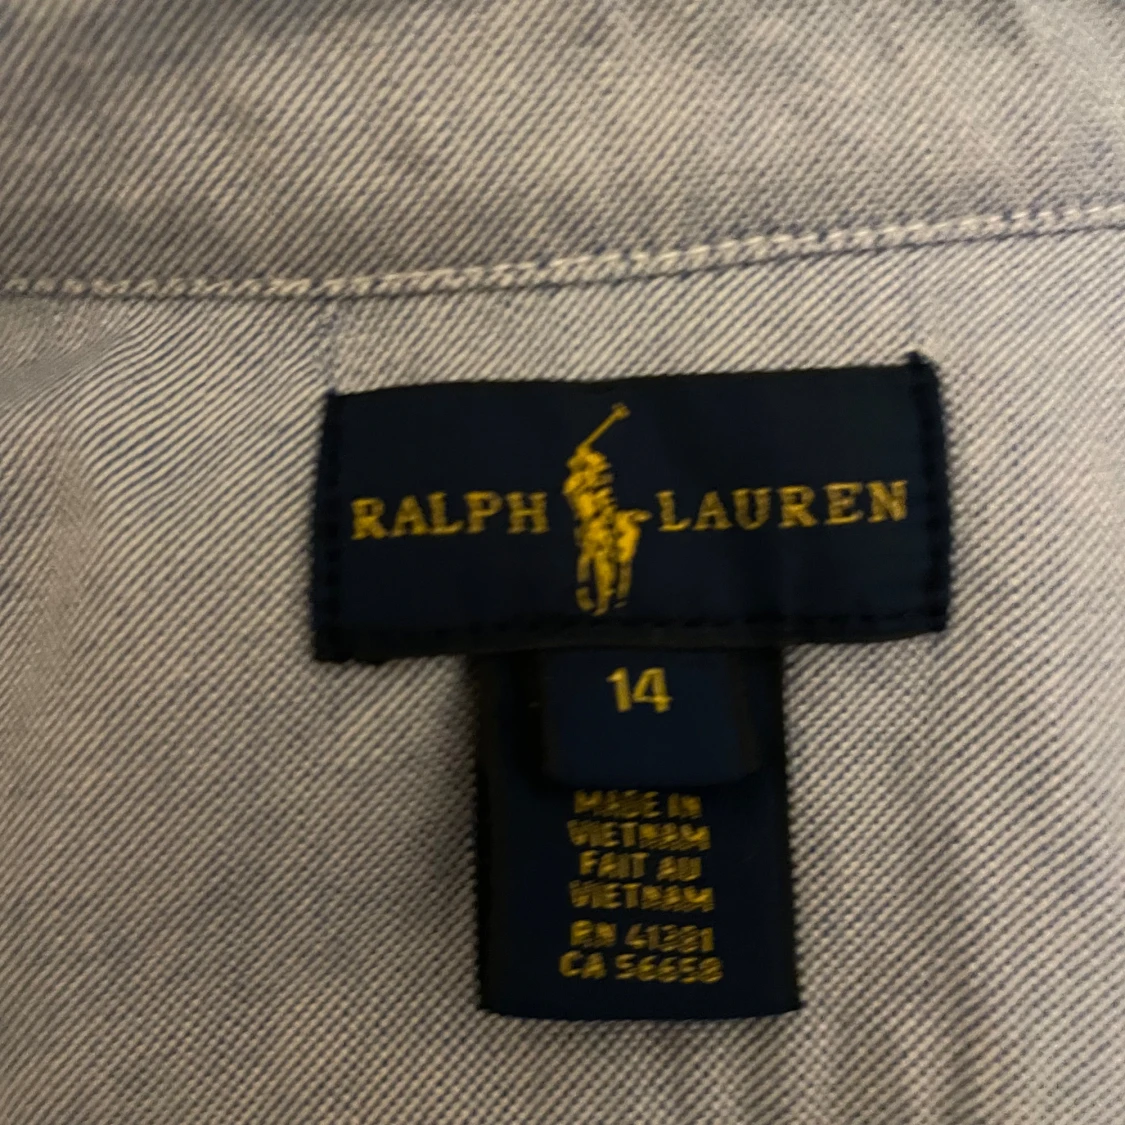 RALPH LAUREN
14
MADE IN
VIETNAM
FAIT AU
VIETNAM
RN 41381
CA 56658